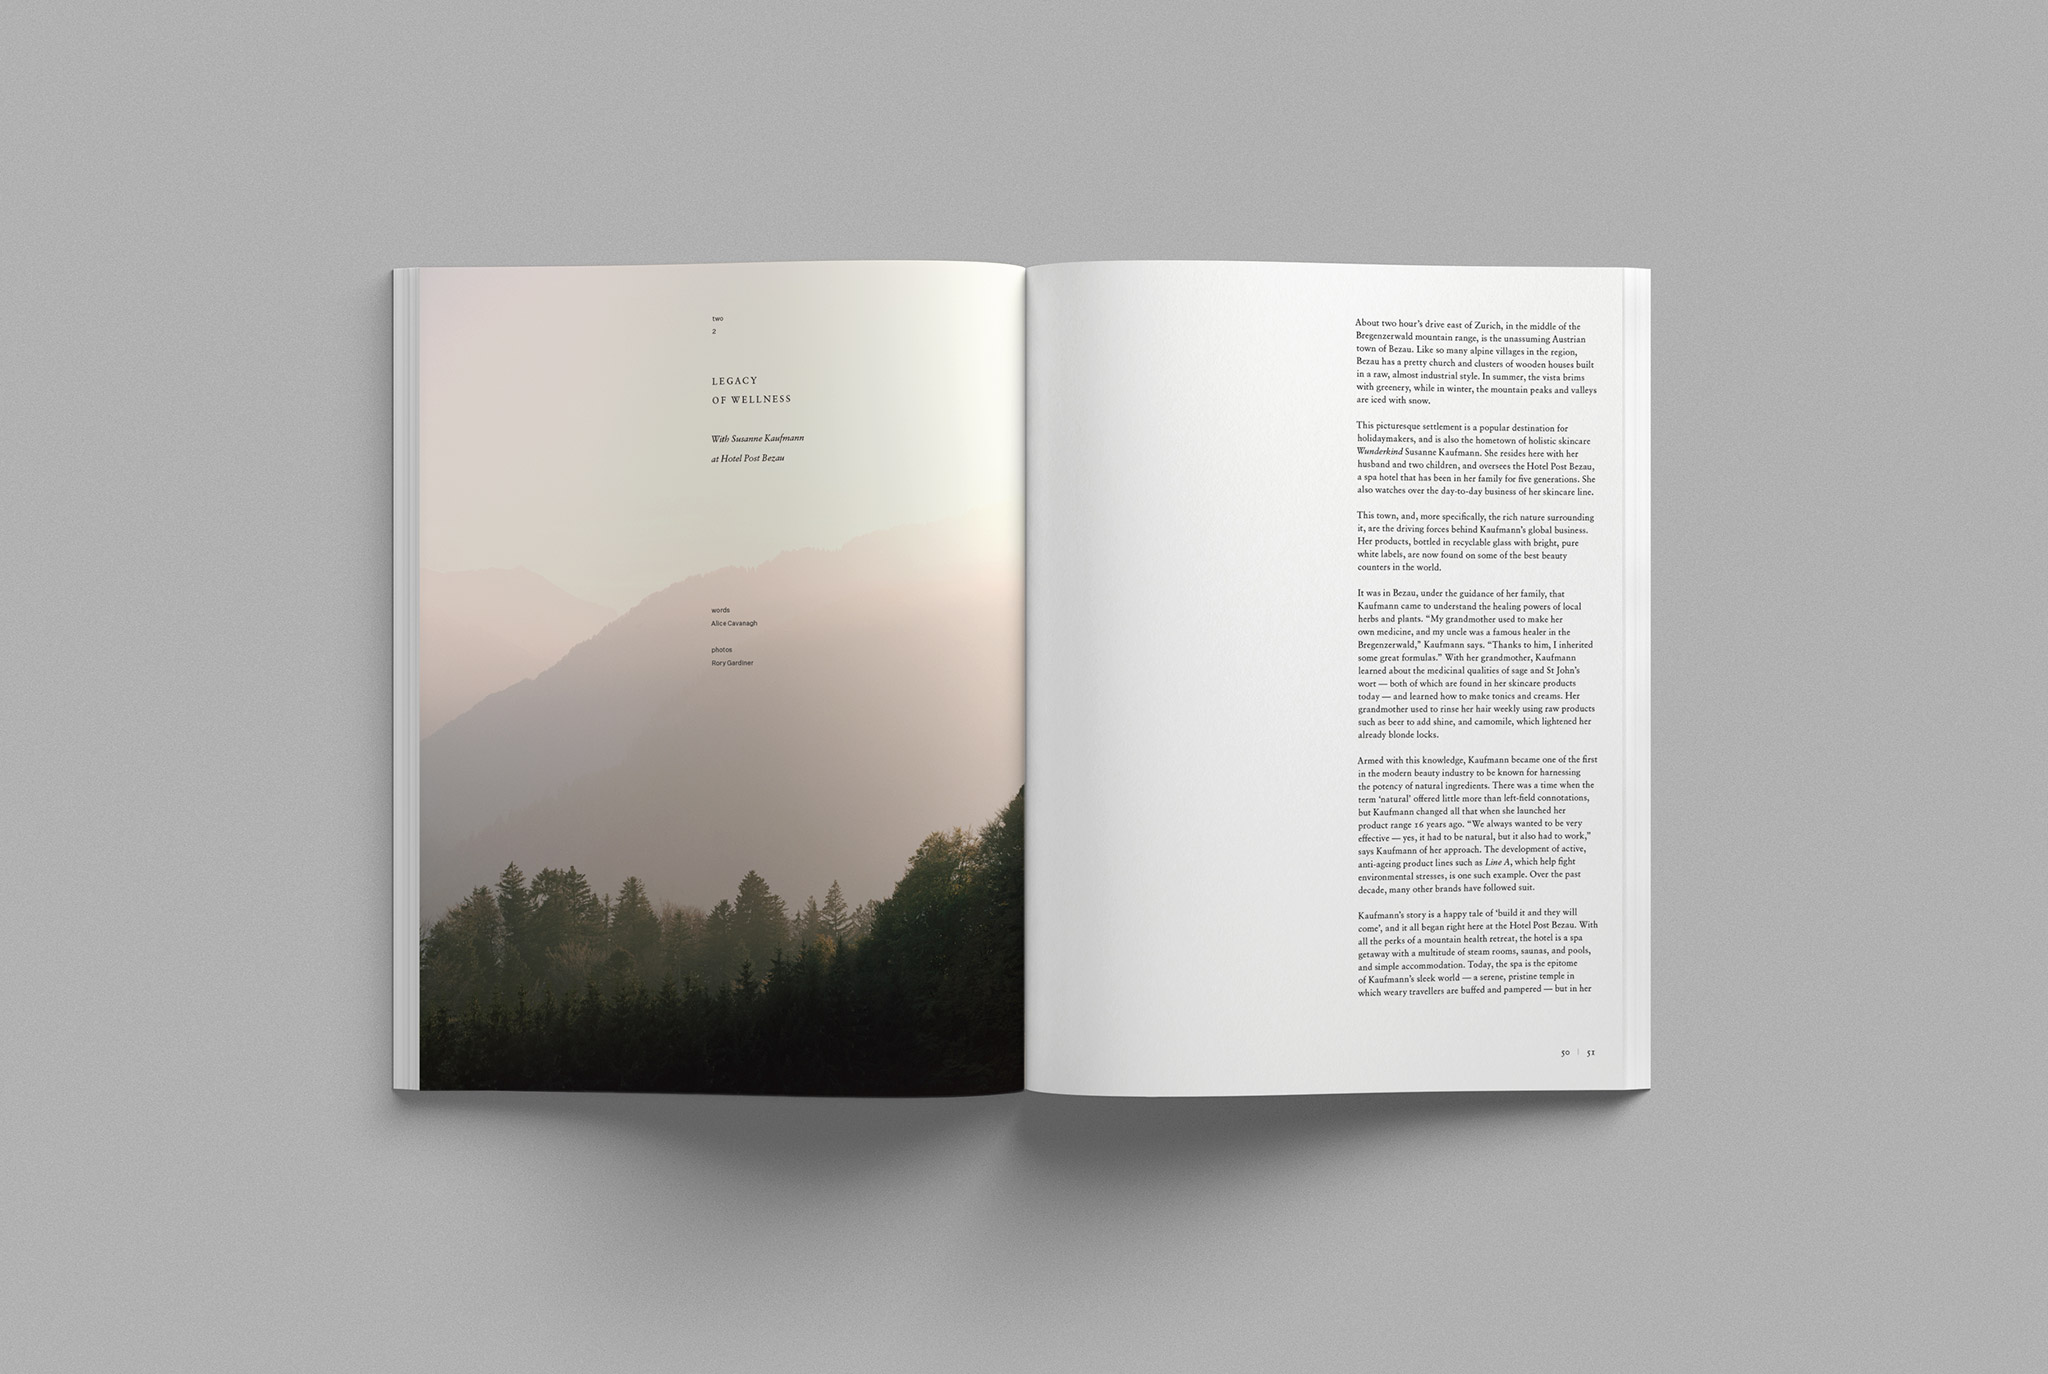 two
2
LEGACY
OF WELLNESS
With Susanne Kaufmann
at Hotel Post Bezau
words
Alice Cavanagh
photos
Rory Gardiner
About two hour's drive east of Zurich, in the middle of the
Bregenzerwald mountain range, is the unassuming Austrian
town of Bezau. Like so many alpine villages in the region,
Bezau has a pretty church and clusters of wooden houses built
in a raw, almost industrial style. In summer, the vista brims
with greenery, while in winter, the mountain peaks and valleys
are iced with snow.
This picturesque settlement is a popular destination for
holidaymakers, and is also the hometown of holistic skincare
Wunderkind Susanne Kaufmann. She resides here with her
husband and two children, and oversees the Hotel Post Bezau,
a spa hotel that has been in her family for five generations. She
also watches over the day-to-day business of her skincare line.
This town, and, more specifically, the rich nature surrounding
it, are the driving forces behind Kaufmann's global business.
Her products, bottled in recyclable glass with bright, pure
white labels, are now found on some of the best beauty
counters in the world.
It was in Bezau, under the guidance of her family, that
Kaufmann came to understand the healing powers of local
herbs and plants. “My grandmother used to make her
own medicine, and my uncle was a famous healer in the
Bregenzerwald,” Kaufmann says. “Thanks to him, I inherited
some great formulas.” With her grandmother, Kaufmann
learned about the medicinal qualities of sage and St John's
wort — both of which are found in her skincare products
today — and learned how to make tonics and creams. Her
grandmother used to rinse her hair weekly using raw products
such as beer to add shine, and camomile, which lightened her
already blonde locks.
Armed with this knowledge, Kaufmann became one of the first
in the modern beauty industry to be known for harnessing
the potency of natural ingredients. There was a time when the
term ‘natural’ offered little more than left-field connotations,
but Kaufmann changed all that when she launched her
product range 16 years ago. “We always wanted to be very
effective — yes, it had to be natural, but it also had to work,”
says Kaufmann of her approach. The development of active,
anti-ageing product lines such as Line A, which help fight
environmental stresses, is one such example. Over the past
decade, many other brands have followed suit.
Kaufmann's story is a happy tale of ‘build it and they will
come’, and it all began right here at the Hotel Post Bezau. With
all the perks of a mountain health retreat, the hotel is a spa
getaway with a multitude of steam rooms, saunas, and pools,
and simple accommodation. Today, the spa is the epitome
of Kaufmann's sleek world — a serene, pristine temple in
which weary travellers are buffed and pampered — but in her
50 | 51